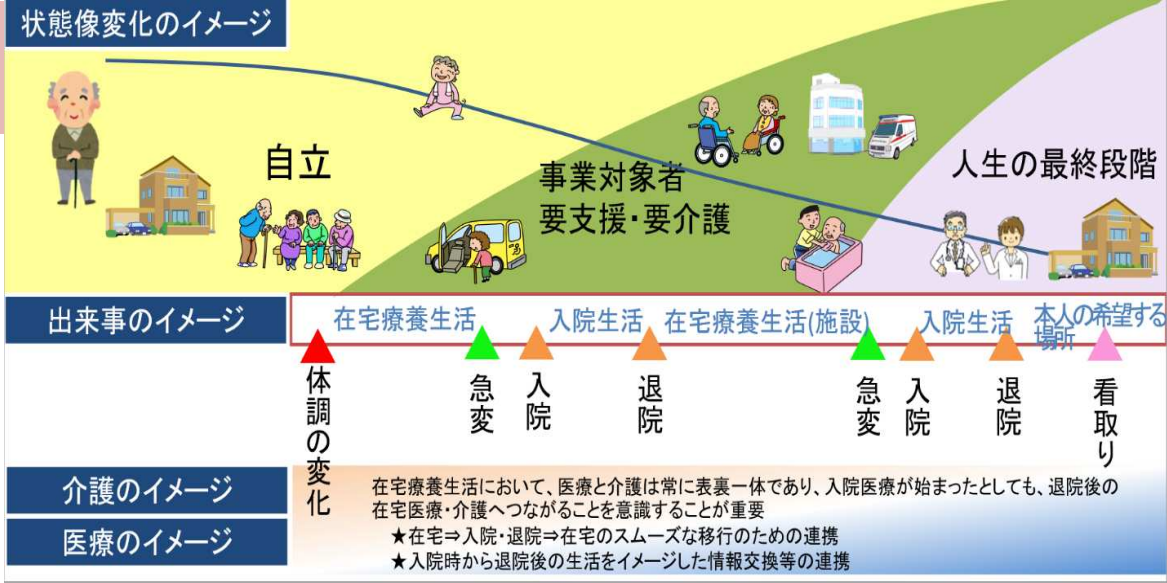 状態像変化のイメージ
自立
事業対象者
要支援・要介護
人生の最終段階
出来事のイメージ
在宅療養生活
入院生活
在宅療養生活(施設)
入院生活
本人の希望する
場所
体調の変化
急変
入院
退院
急変
入院
退院
看取り
介護のイメージ
医療のイメージ
在宅療養生活において、医療と介護は常に表裏一体であり、入院医療が始まったとしても、退院後の
在宅医療・介護へつながることを意識することが重要
★在宅⇒入院・退院⇒在宅のスムーズな移行のための連携
★入院時から退院後の生活をイメージした情報交換等の連携